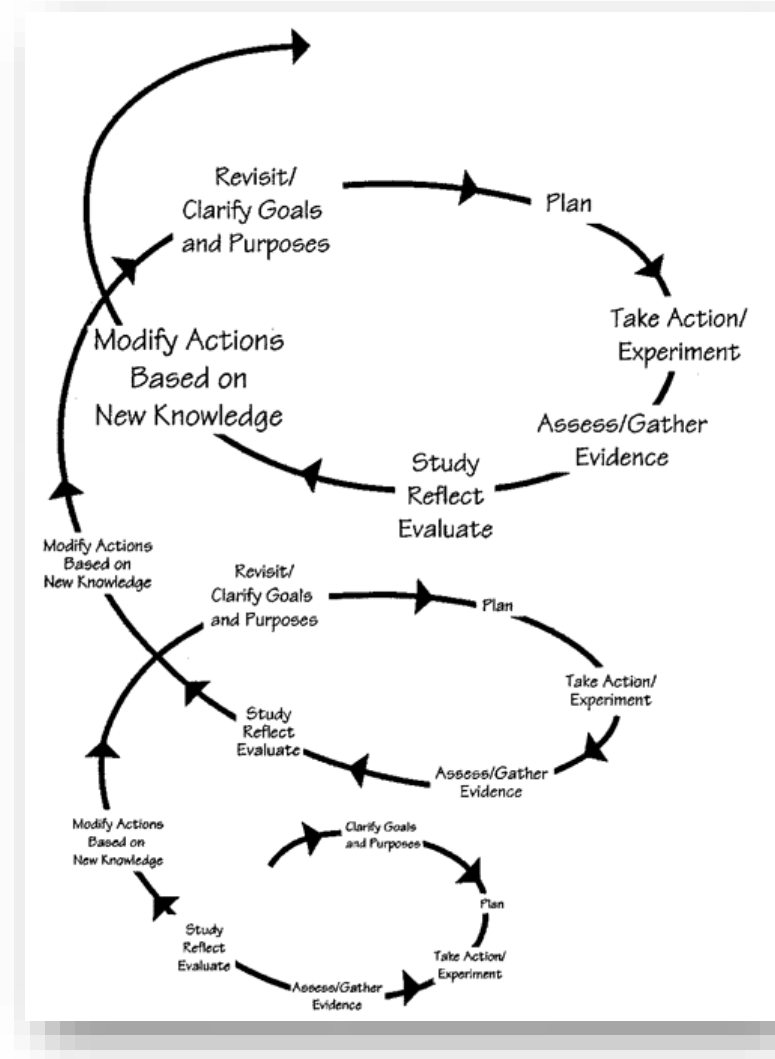 Revisit/
Clarify Goals
and Purposes
Plan
Take Action/
Experiment
Assess/Gather
Evidence
Study
Reflect
Evaluate
Modify Actions
Based on
New Knowledge
Revisit/
Clarify Goals
and Purposes
Plan
Take Action/
Experiment
Assess/Gather
Evidence
Study
Reflect
Evaluate
Modify Actions
Based on
New Knowledge
Clarify Goals
and Purposes
Plan
Take Action/
Experiment
Assess/Gather
Evidence
Study
Reflect
Evaluate
Modify Actions
Based on
New Knowledge